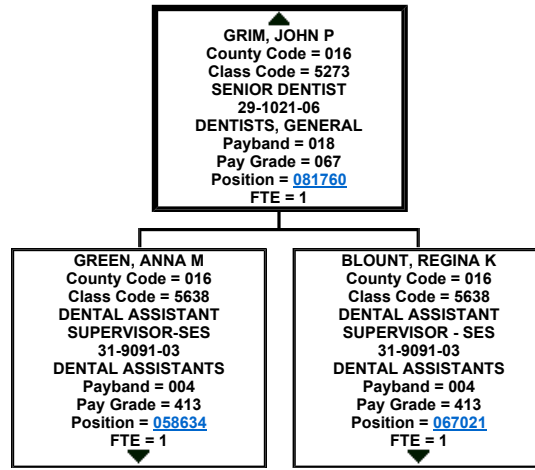 GRIM, JOHN P
County Code = 016
Class Code = 5273
SENIOR DENTIST
29-1021-06
DENTISTS, GENERAL
Payband = 018
Pay Grade = 067
Position = 081760
FTE = 1
GREEN, ANNA M
County Code = 016
Class Code = 5638
DENTAL ASSISTANT
SUPERVISOR-SES
31-9091-03
DENTAL ASSISTANTS
Payband = 004
Pay Grade = 413
Position = 058634
FTE = 1
BLOUNT, REGINA K
County Code = 016
Class Code = 5638
DENTAL ASSISTANT
SUPERVISOR - SES
31-9091-03
DENTAL ASSISTANTS
Payband = 004
Pay Grade = 413
Position = 067021
FTE = 1